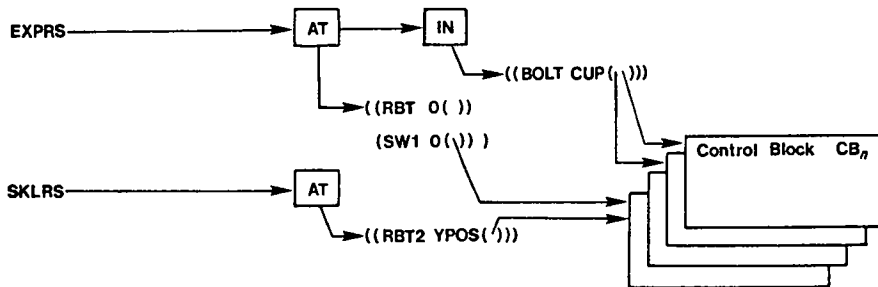 EXPRS AT IN
((BOLT CUP( )))
((RBT 0( ))
(SW1 0( )) )
Control Block CBn
SKLRS AT
((RBT2 YPOS( )))